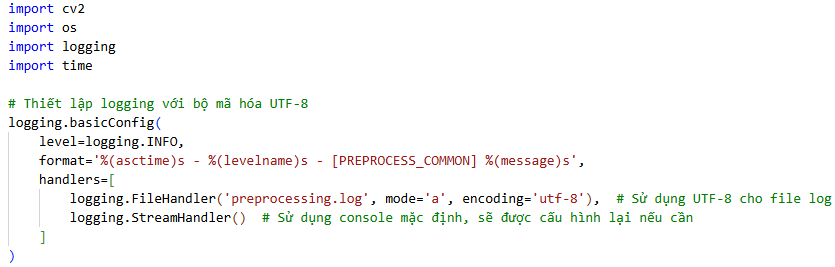 import cv2
import os
import logging
import time
# Thiết lập logging với bộ mã hóa UTF-8
logging.basicConfig(
    level=logging.INFO,
    format='%(asctime)s - %(levelname)s - [PREPROCESS_COMMON] %(message)s',
    handlers=[
        logging.FileHandler('preprocessing.log', mode='a', encoding='utf-8'),  # Sử dụng UTF-8 cho file log
        logging.StreamHandler()  # Sử dụng console mặc định, sẽ được cấu hình lại nếu cần
    ]
)